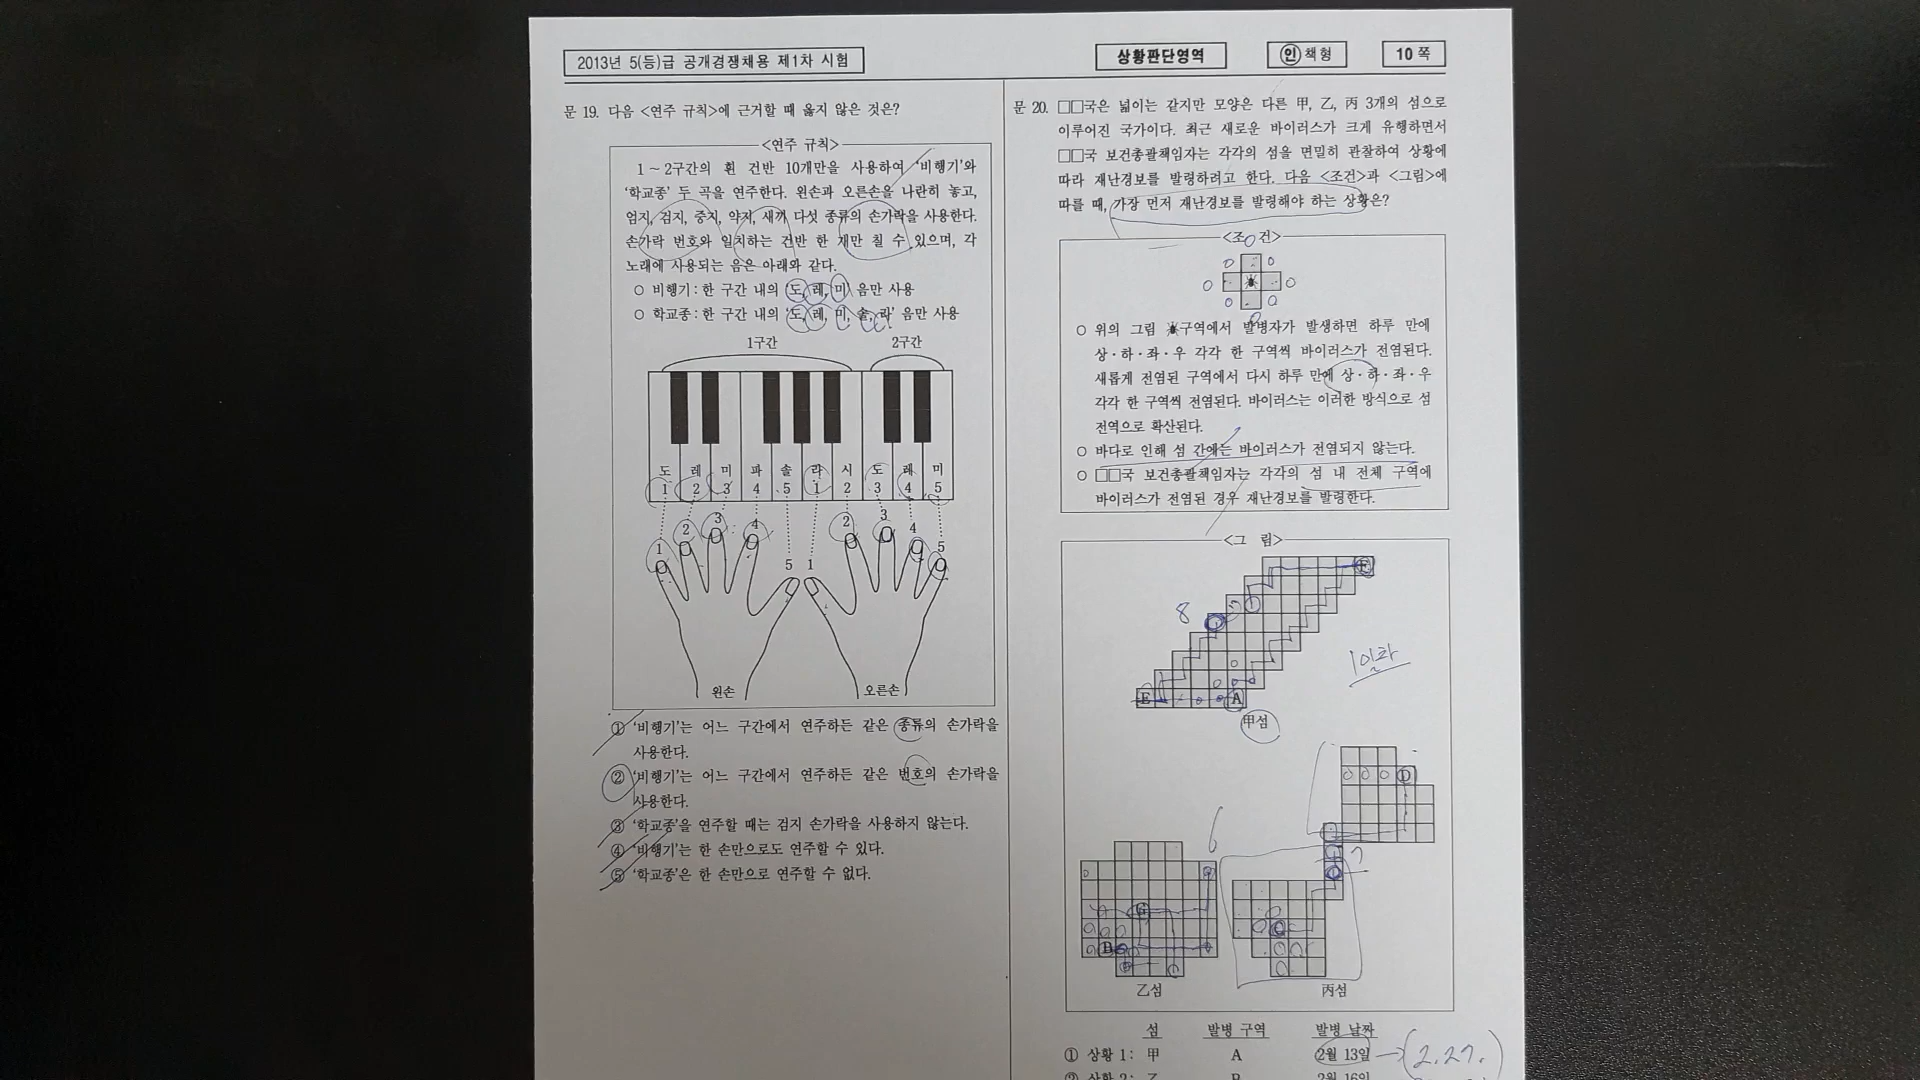 2013년 5(등)급 공개경쟁채용 제1차 시험
상황판단영역
인 책형
10 쪽
문 19. 다음 <연주 규칙>에 근거할 때 옳지 않은 것은?
<연주 규칙>
1 ~ 2구간의 흰 건반 10개만을 사용하여 '비행기'와
'학교종' 두 곡을 연주한다. 왼손과 오른손을 나란히 놓고,
엄지, 검지, 중지, 약지, 새끼 다섯 종류의 손가락을 사용한다.
손가락 번호와 일치하는 건반 한 개만 칠 수 있으며, 각
노래에 사용되는 음은 아래와 같다.
○ 비행기 : 한 구간 내의 '도, 레, 미' 음만 사용
○ 학교종 : 한 구간 내의 '도, 레, 미, 솔, 라' 음만 사용
1구간 2구간
도 레 미 파 솔 라 시 도 레 미
1 2 3 4 5 1 2 3 4 5
1 2 3 4 5 1 2 3 4 5
왼손 오른손
① '비행기'는 어느 구간에서 연주하든 같은 종류의 손가락을
사용한다.
② '비행기'는 어느 구간에서 연주하든 같은 번호의 손가락을
사용한다.
③ '학교종'을 연주할 때는 검지 손가락을 사용하지 않는다.
④ '비행기'는 한 손만으로도 연주할 수 있다.
⑤ '학교종'은 한 손만으로 연주할 수 없다.
문 20. □□국은 넓이는 같지만 모양은 다른 甲, 乙, 丙 3개의 섬으로
이루어진 국가이다. 최근 새로운 바이러스가 크게 유행하면서
□□국 보건총괄책임자는 각각의 섬을 면밀히 관찰하여 상황에
따라 재난경보를 발령하려고 한다. 다음 <조건>과 <그림>에
따를 때, 가장 먼저 재난경보를 발령해야 하는 상황은?
<조 건>
○ 위의 그림 구역에서 발병자가 발생하면 하루 만에
상·하·좌·우 각각 한 구역씩 바이러스가 전염된다.
새롭게 전염된 구역에서 다시 하루 만에 상·하·좌·우
각각 한 구역씩 전염된다. 바이러스는 이러한 방식으로 섬
전역으로 확산된다.
○ 바다로 인해 섬 간에는 바이러스가 전염되지 않는다.
○ □□국 보건총괄책임자는 각각의 섬 내 전체 구역에
바이러스가 전염된 경우 재난경보를 발령한다.
<그 림>
F
8
1일차
E A
甲섬
D
6
7
C
B
乙섬 丙섬
섬 발병 구역 발병 날짜
① 상황 1: 甲 A 2월 13일 → (2.27.)
② 상황 2: 乙 B 2월 16일